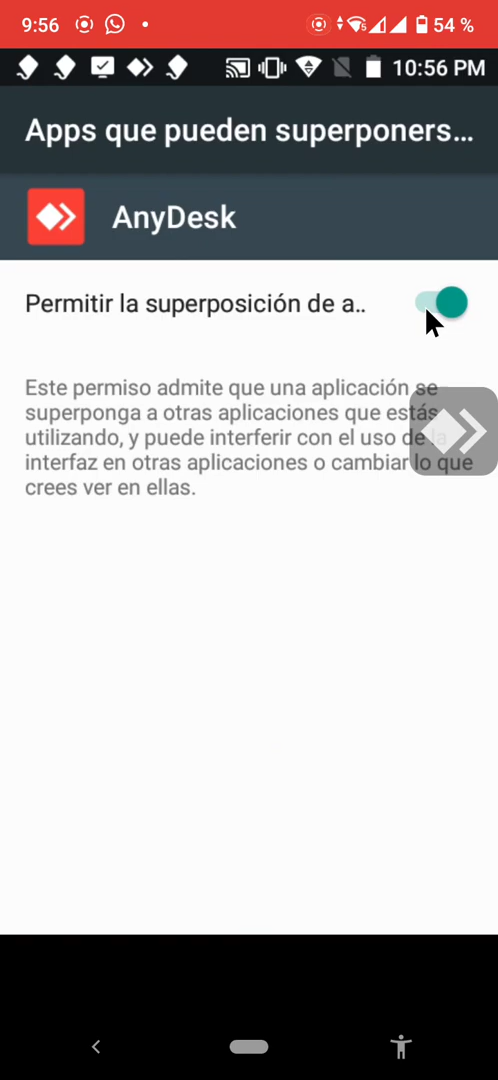 9:56
54 %
10:56 PM
Apps que pueden superponers...
AnyDesk
Permitir la superposición de a..
Este permiso admite que una aplicación se
superponga a otras aplicaciones que estás
utilizando, y puede interferir con el uso de la
interfaz en otras aplicaciones o cambiar lo que
crees ver en ellas.